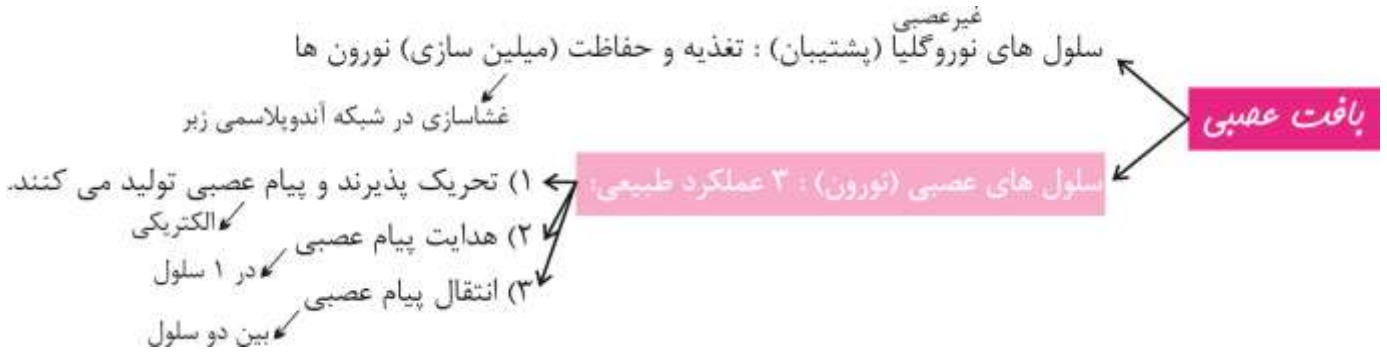 غیرعصبی
سلول های نوروگلیا (پشتیبان) : تغذیه و حفاظت (میلین سازی) نورون ها
غشاسازی در شبکه آندوپلاسمی زبر
بافت عصبی
سلول های عصبی (نورون) : ۳ عملکرد طبیعی:
۱) تحریک پذیرند و پیام عصبی تولید می کنند.
الکتریکی
۲) هدایت پیام عصبی
در ۱ سلول
۳) انتقال پیام عصبی
بین دو سلول